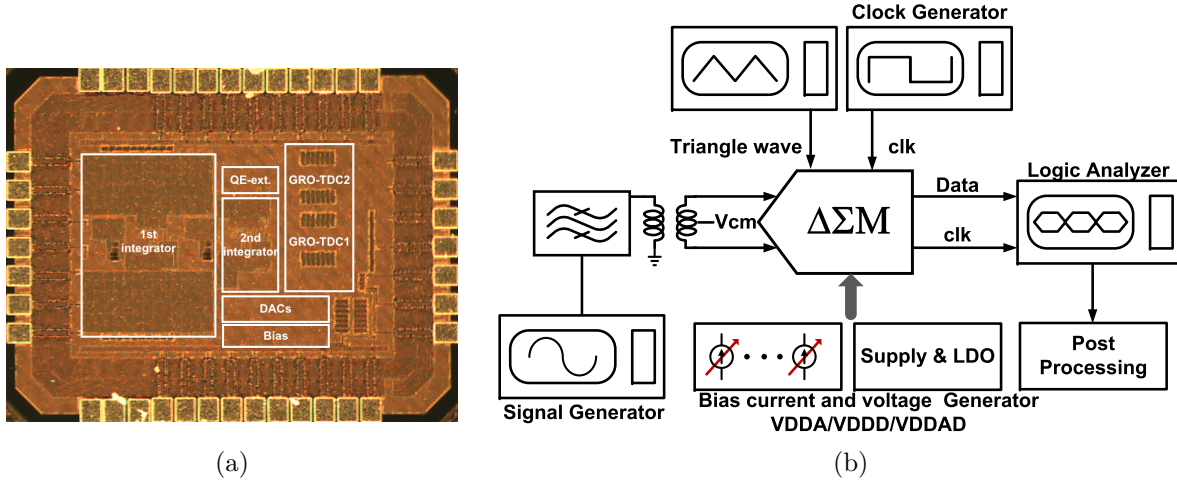 QE-ext.
GRO-TDC2
1st
integrator
2nd
integrator
GRO-TDC1
DACs
Bias
(a)
Clock Generator
Triangle wave
clk
Logic Analyzer
Data
Vcm
ΔΣM
clk
Signal Generator
Supply & LDO
Post
Processing
Bias current and voltage Generator
VDDA/VDDD/VDDAD
(b)